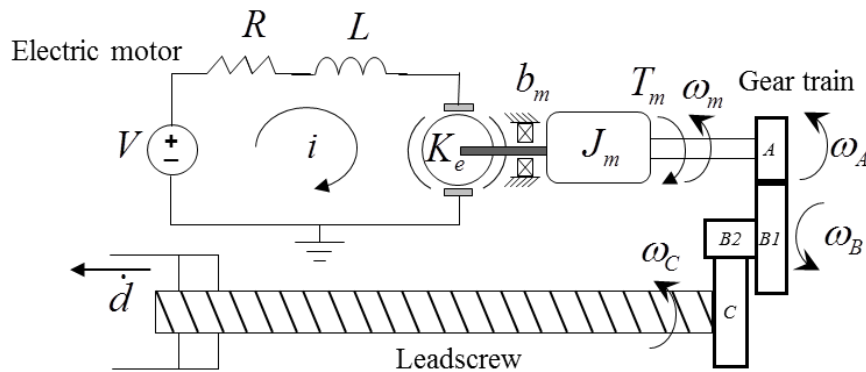 Electric motor
R
L
b_m
T_m
ω_m
Gear train
V
+
−
i
K_e
J_m
A
ω_A
B2
B1
ω_B
ω_C
ḋ
C
Leadscrew